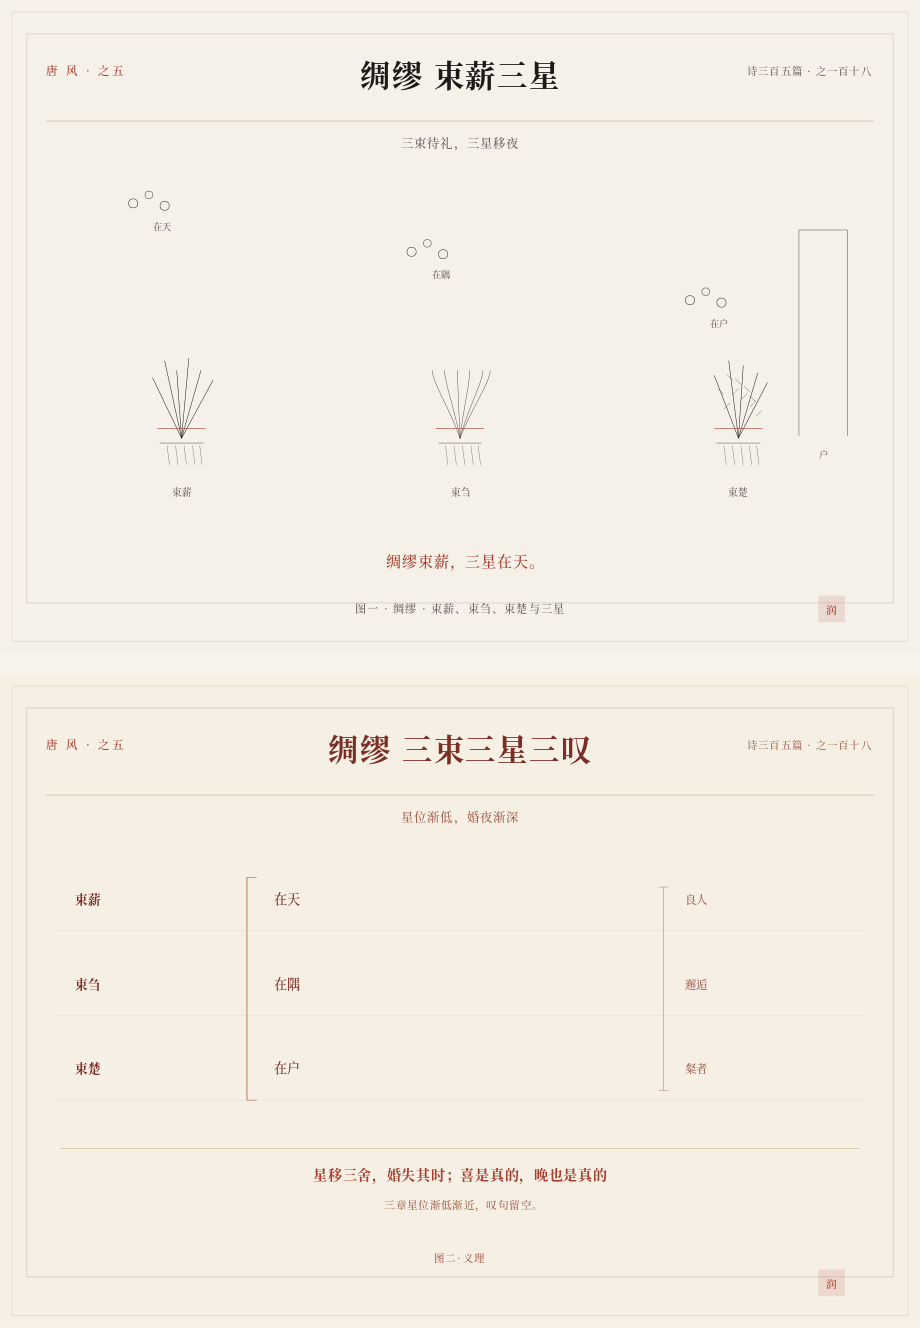 唐 风 · 之五
绸缪 束薪三星
诗三百五篇 · 之一百十八
三束待礼，三星移夜
在天
在隅
在户
户
束薪
束刍
束楚
绸缪束薪，三星在天。
图一 · 绸缪 · 束薪、束刍、束楚与三星
润
唐 风 · 之五
绸缪 三束三星三叹
诗三百五篇 · 之一百十八
星位渐低，婚夜渐深
束薪 在天 良人
束刍 在隅 邂逅
束楚 在户 粲者
星移三舍，婚失其时；喜是真的，晚也是真的
三章星位渐低渐近，叹句留空。
图二 · 义理
润